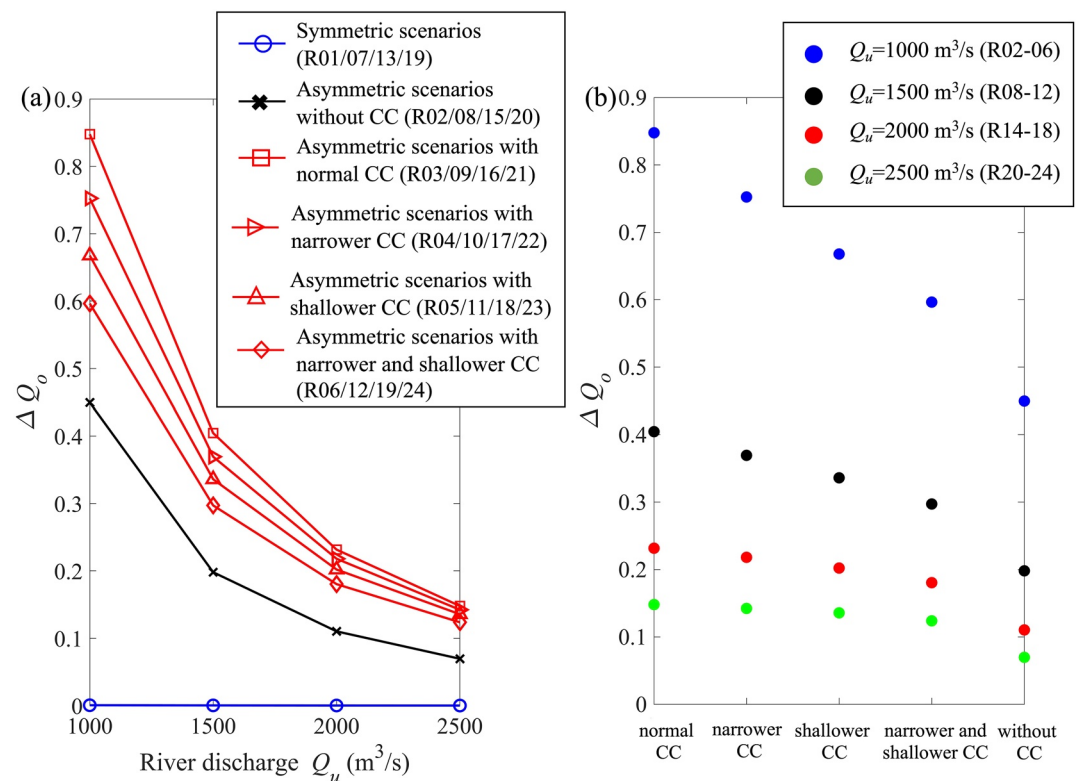 (a)
Symmetric scenarios
(R01/07/13/19)
Asymmetric scenarios
without CC (R02/08/15/20)
Asymmetric scenarios with
normal CC (R03/09/16/21)
Asymmetric scenarios with
narrower CC (R04/10/17/22)
Asymmetric scenarios with
shallower CC (R05/11/18/23)
Asymmetric scenarios with
narrower and shallower CC
(R06/12/19/24)
0.9
0.8
0.7
0.6
0.5
0.4
0.3
0.2
0.1
0
Δ Qₒ
1000 1500 2000 2500
River discharge Qᵤ (m³/s)
(b)
Qᵤ=1000 m³/s (R02-06)
Qᵤ=1500 m³/s (R08-12)
Qᵤ=2000 m³/s (R14-18)
Qᵤ=2500 m³/s (R20-24)
0.9
0.8
0.7
0.6
0.5
0.4
0.3
0.2
0.1
0
Δ Qₒ
normal
CC
narrower
CC
shallower
CC
narrower and
shallower CC
without
CC